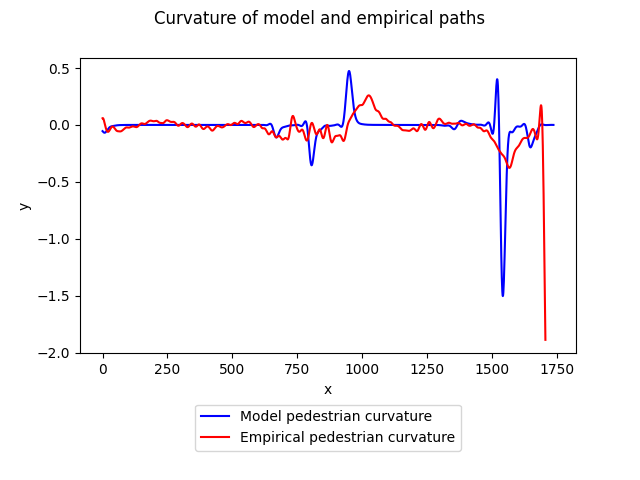 Curvature of model and empirical paths
0.5
0.0
−0.5
−1.0
−1.5
−2.0
y
0 250 500 750 1000 1250 1500 1750
x
Model pedestrian curvature
Empirical pedestrian curvature